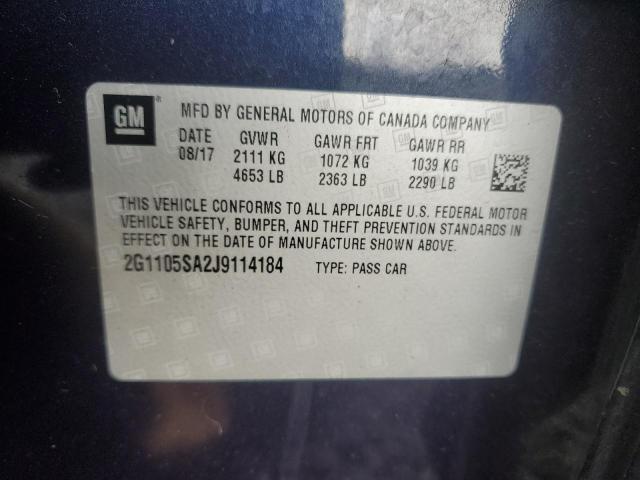 GM
MFD BY GENERAL MOTORS OF CANADA COMPANY
DATE GVWR GAWR FRT GAWR RR
08/17 2111 KG 1072 KG 1039 KG
4653 LB 2363 LB 2290 LB
THIS VEHICLE CONFORMS TO ALL APPLICABLE U.S. FEDERAL MOTOR
VEHICLE SAFETY, BUMPER, AND THEFT PREVENTION STANDARDS IN
EFFECT ON THE DATE OF MANUFACTURE SHOWN ABOVE.
2G1105SA2J9114184 TYPE: PASS CAR